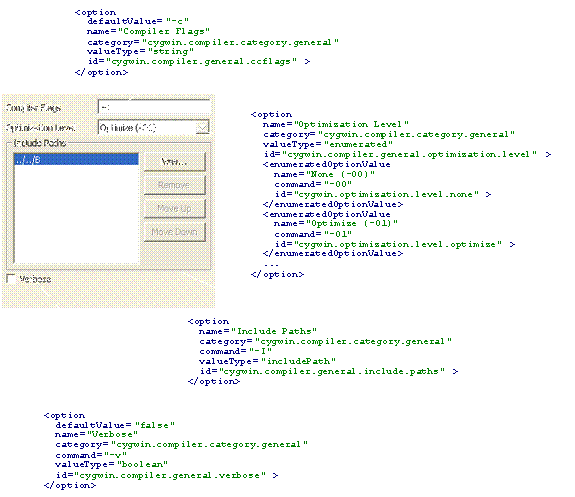 <option
defaultValue="-c"
name="Compiler Flags"
category="cygwin.compiler.category.general"
valueType="string"
id="cygwin.compiler.general.ccflags" >
</option>
Compiler Flags
-c
Optimization Level
Optimize (-O1)
Include Paths
../../B
New...
Remove
Move Up
Move Down
Verbose
<option
name="Optimization Level"
category="cygwin.compiler.category.general"
valueType="enumerated"
id="cygwin.compiler.general.optimization.level" >
<enumeratedOptionValue
name="None (-O0)"
command="-O0"
id="cygwin.optimization.level.none" >
</enumeratedOptionValue>
<enumeratedOptionValue
name="Optimize (-O1)"
command="-O1"
id="cygwin.optimization.level.optimize" >
</enumeratedOptionValue>
...
</option>
<option
name="Include Paths"
category="cygwin.compiler.category.general"
command="-I"
valueType="includePath"
id="cygwin.compiler.general.include.paths" >
</option>
<option
defaultValue="false"
name="Verbose"
category="cygwin.compiler.category.general"
command="-v"
valueType="boolean"
id="cygwin.compiler.general.verbose" >
</option>